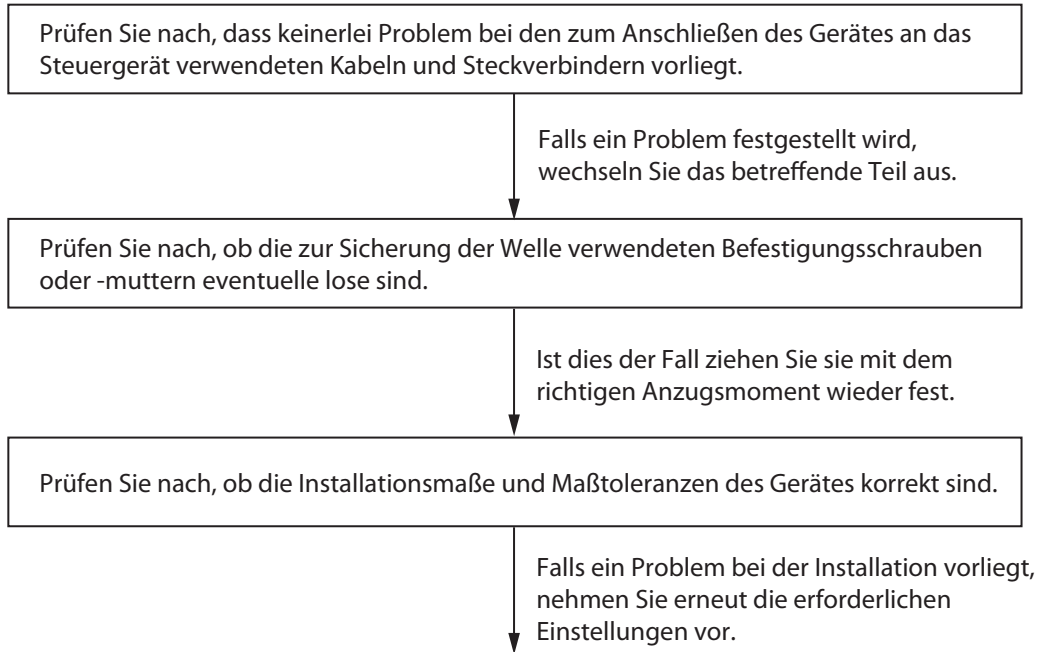 Prüfen Sie nach, dass keinerlei Problem bei den zum Anschließen des Gerätes an das
Steuergerät verwendeten Kabeln und Steckverbindern vorliegt.
Falls ein Problem festgestellt wird,
wechseln Sie das betreffende Teil aus.
Prüfen Sie nach, ob die zur Sicherung der Welle verwendeten Befestigungsschrauben
oder -muttern eventuelle lose sind.
Ist dies der Fall ziehen Sie sie mit dem
richtigen Anzugsmoment wieder fest.
Prüfen Sie nach, ob die Installationsmaße und Maßtoleranzen des Gerätes korrekt sind.
Falls ein Problem bei der Installation vorliegt,
nehmen Sie erneut die erforderlichen
Einstellungen vor.